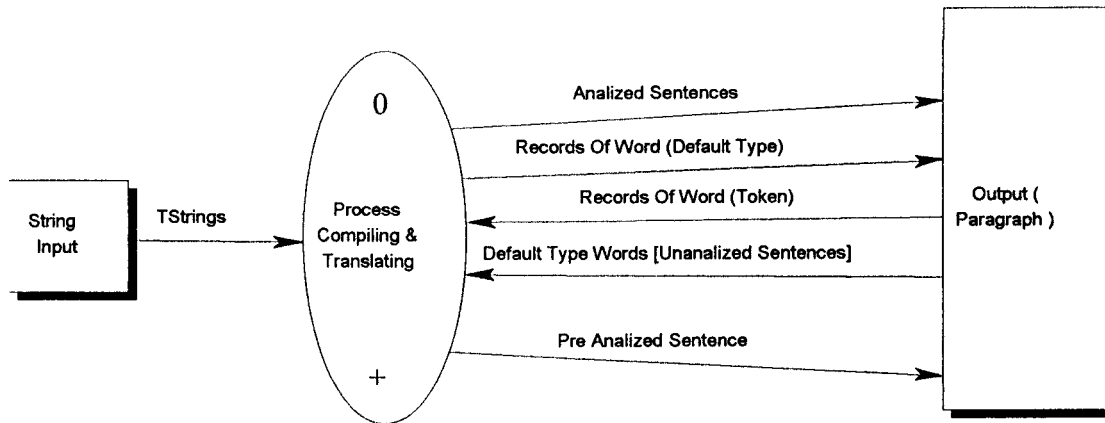 String
Input
TStrings
0
Process
Compiling &
Translating
+
Analized Sentences
Records Of Word (Default Type)
Records Of Word (Token)
Default Type Words [Unanalized Sentences]
Pre Analized Sentence
Output (
Paragraph )